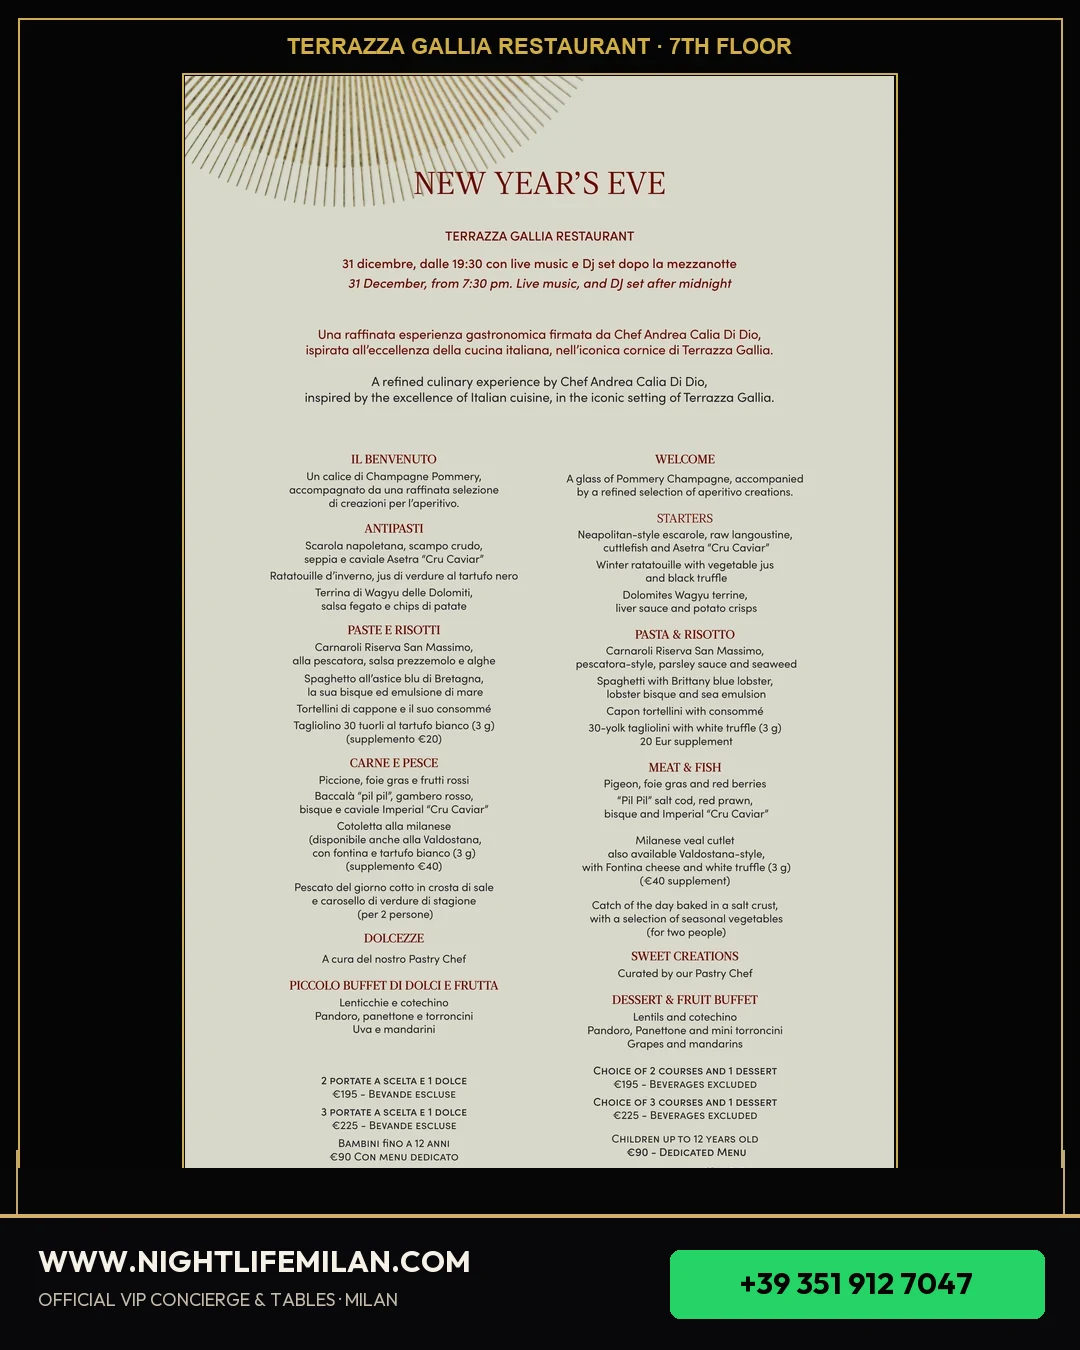 TERRAZZA GALLIA RESTAURANT · 7TH FLOOR
NEW YEAR’S EVE
TERRAZZA GALLIA RESTAURANT
31 dicembre, dalle 19:30 con live music e Dj set dopo la mezzanotte
31 December, from 7:30 pm. Live music, and DJ set after midnight
Una raffinata esperienza gastronomica firmata da Chef Andrea Calia Di Dio,
ispirata all’eccellenza della cucina italiana, nell’iconica cornice di Terrazza Gallia.
A refined culinary experience by Chef Andrea Calia Di Dio,
inspired by the excellence of Italian cuisine, in the iconic setting of Terrazza Gallia.
IL BENVENUTO
Un calice di Champagne Pommery,
accompagnato da una raffinata selezione
di creazioni per l’aperitivo.
ANTIPASTI
Scarola napoletana, scampo crudo,
seppia e caviale Asetra “Cru Caviar”
Ratatouille d’inverno, jus di verdure al tartufo nero
Terrina di Wagyu delle Dolomiti,
salsa fegato e chips di patate
PASTE E RISOTTI
Carnaroli Riserva San Massimo,
alla pescatora, salsa prezzemolo e alghe
Spaghetto all’astice blu di Bretagna,
la sua bisque ed emulsione di mare
Tortellini di cappone e il suo consommé
Tagliolino 30 tuorli al tartufo bianco (3 g)
(supplemento €20)
CARNE E PESCE
Piccione, foie gras e frutti rossi
Baccalà “pil pil”, gambero rosso,
bisque e caviale Imperial “Cru Caviar”
Cotoletta alla milanese
(disponibile anche alla Valdostana,
con fontina e tartufo bianco (3 g)
(supplemento €40)
Pescato del giorno cotto in crosta di sale
e carosello di verdure di stagione
(per 2 persone)
DOLCEZZE
A cura del nostro Pastry Chef
PICCOLO BUFFET DI DOLCI E FRUTTA
Lenticchie e cotechino
Pandoro, panettone e torroncini
Uva e mandarini
2 PORTATE A SCELTA E 1 DOLCE
€195 - BEVANDE ESCLUSE
3 PORTATE A SCELTA E 1 DOLCE
€225 - BEVANDE ESCLUSE
BAMBINI fino A 12 ANNI
€90 CON MENU DEDICATO
WELCOME
A glass of Pommery Champagne, accompanied
by a refined selection of aperitivo creations.
STARTERS
Neapolitan-style escarole, raw langoustine,
cuttlefish and Asetra “Cru Caviar”
Winter ratatouille with vegetable jus
and black truffle
Dolomites Wagyu terrine,
liver sauce and potato crisps
PASTA & RISOTTO
Carnaroli Riserva San Massimo,
pescatora-style, parsley sauce and seaweed
Spaghetti with Brittany blue lobster,
lobster bisque and sea emulsion
Capon tortellini with consommé
30-yolk tagliolini with white truffle (3 g)
20 Eur supplement
MEAT & FISH
Pigeon, foie gras and red berries
“Pil Pil” salt cod, red prawn,
bisque and Imperial “Cru Caviar”
Milanese veal cutlet
also available Valdostana-style,
with Fontina cheese and white truffle (3 g)
(€40 supplement)
Catch of the day baked in a salt crust,
with a selection of seasonal vegetables
(for two people)
SWEET CREATIONS
Curated by our Pastry Chef
DESSERT & FRUIT BUFFET
Lentils and cotechino
Pandoro, Panettone and mini torroncini
Grapes and mandarins
CHOICE OF 2 COURSES AND 1 DESSERT
€195 - BEVERAGES EXCLUDED
CHOICE OF 3 COURSES AND 1 DESSERT
€225 - BEVERAGES EXCLUDED
CHILDREN UP TO 12 YEARS OLD
€90 - DEDICATED MENU
WWW.NIGHTLIFEMILAN.COM
OFFICIAL VIP CONCIERGE & TABLES · MILAN
+39 351 912 7047